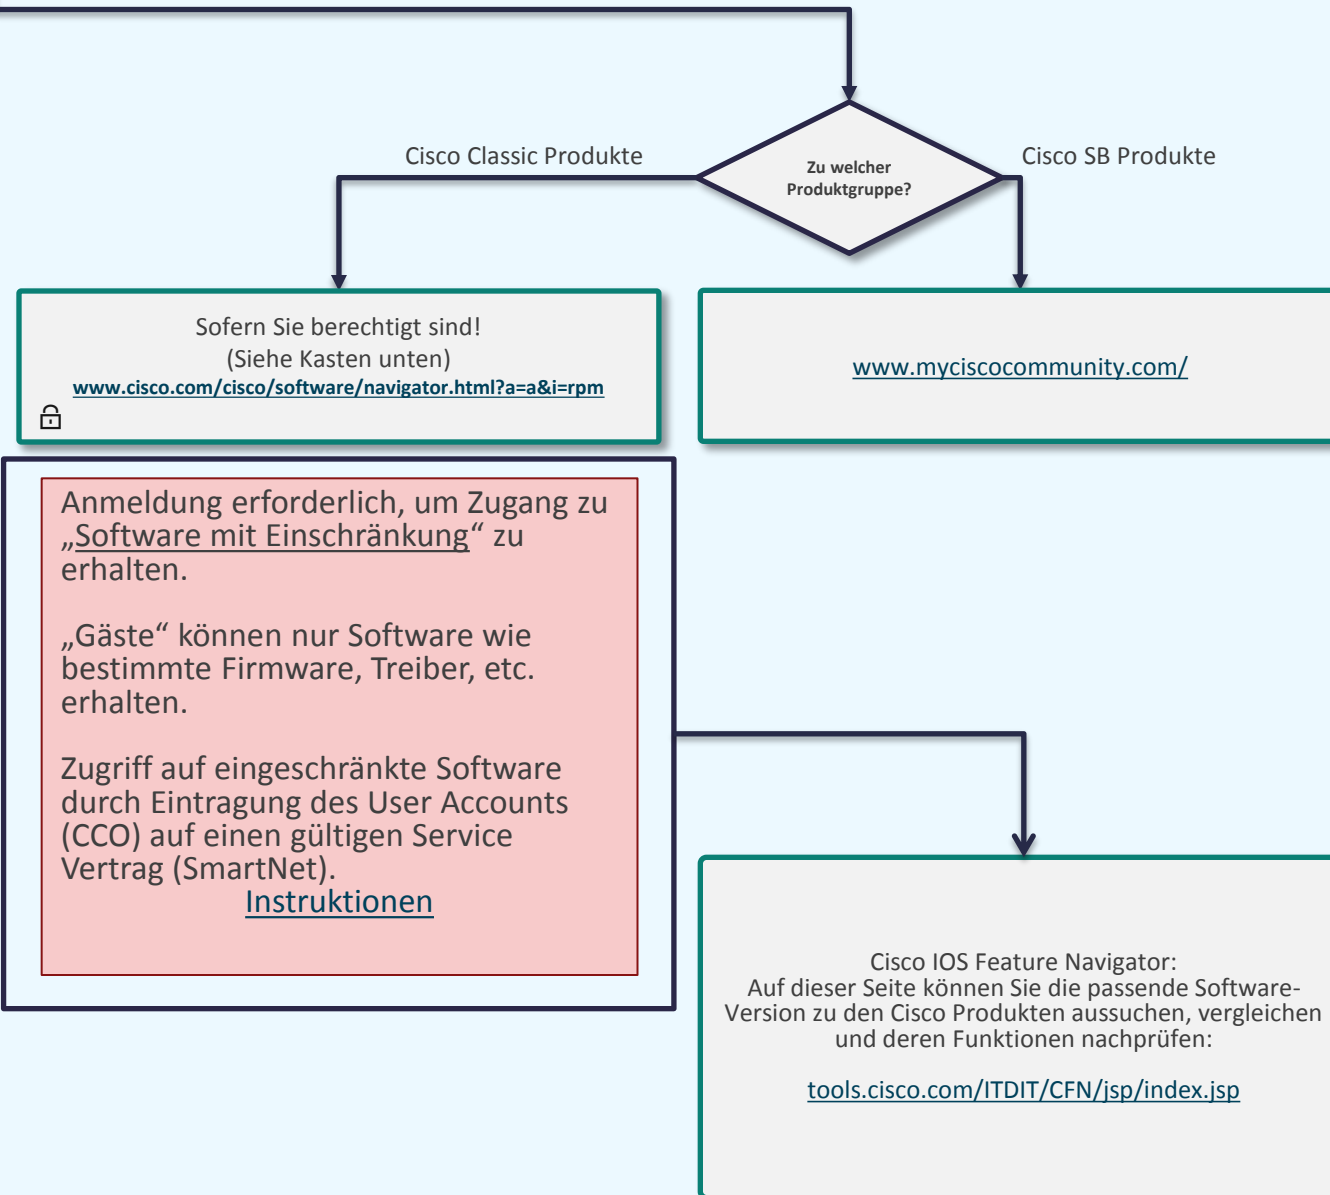 Cisco Classic Produkte
Zu welcher
Produktgruppe?
Cisco SB Produkte
Sofern Sie berechtigt sind!
(Siehe Kasten unten)
www.cisco.com/cisco/software/navigator.html?a=a&i=rpm
www.myciscocommunity.com/
Anmeldung erforderlich, um Zugang zu
„Software mit Einschränkung“ zu
erhalten.
„Gäste“ können nur Software wie
bestimmte Firmware, Treiber, etc.
erhalten.
Zugriff auf eingeschränkte Software
durch Eintragung des User Accounts
(CCO) auf einen gültigen Service
Vertrag (SmartNet).
Instruktionen
Cisco IOS Feature Navigator:
Auf dieser Seite können Sie die passende Software-
Version zu den Cisco Produkten aussuchen, vergleichen
und deren Funktionen nachprüfen:
tools.cisco.com/ITDIT/CFN/jsp/index.jsp